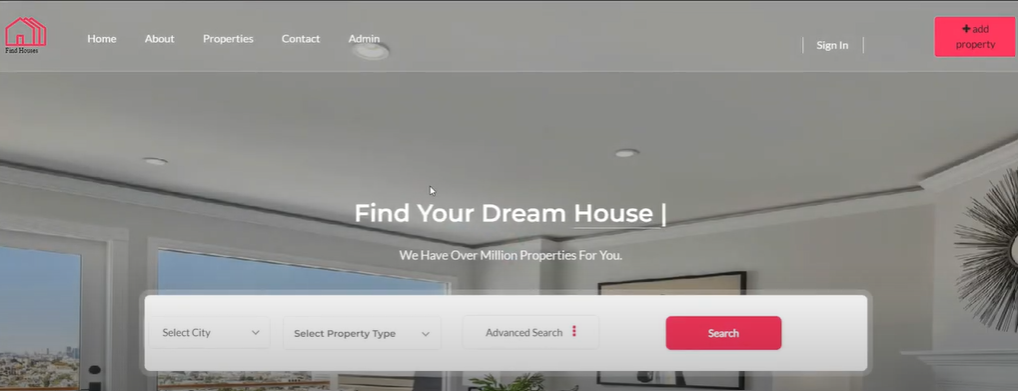 Find Houses
Home
About
Properties
Contact
Admin
Sign In
+ add
property
Find Your Dream House |
We Have Over Million Properties For You.
Select City
Select Property Type
Advanced Search
Search